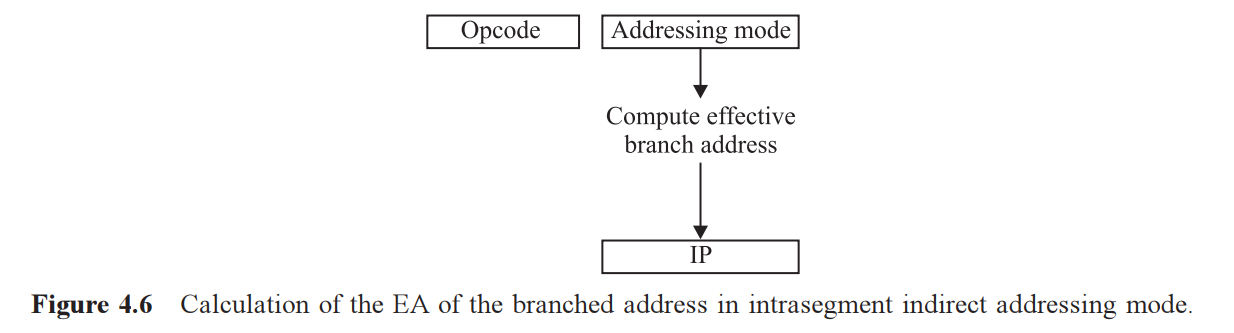 Opcode
Addressing mode
Compute effective
branch address
IP
Figure 4.6 Calculation of the EA of the branched address in intrasegment indirect addressing mode.